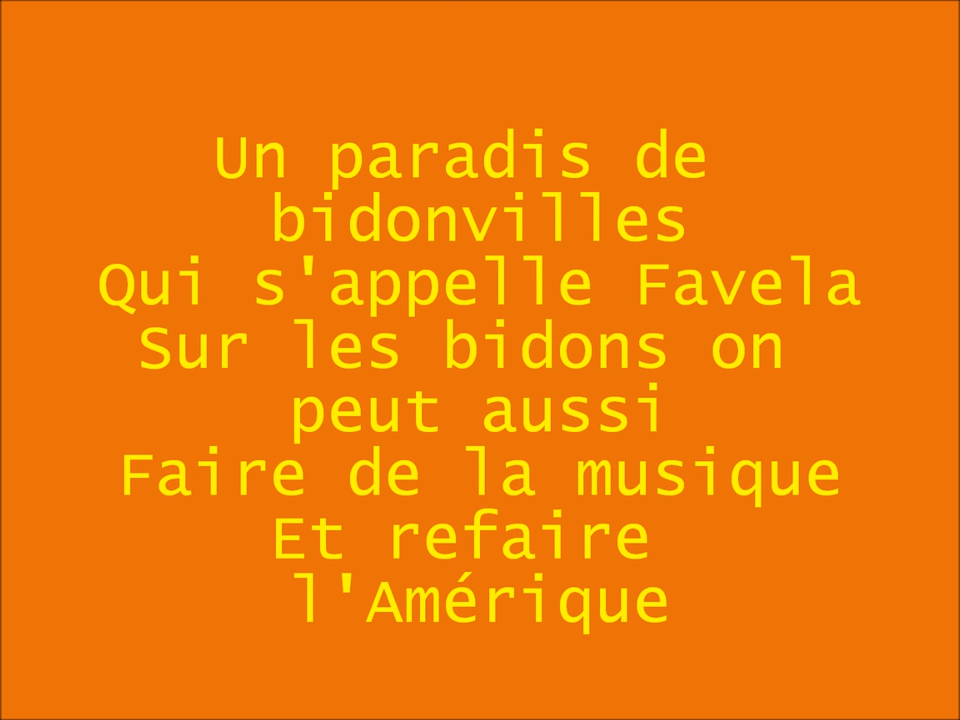 Un paradis de
bidonvilles
Qui s'appelle Favela
Sur les bidons on
peut aussi
Faire de la musique
Et refaire
l'Amérique